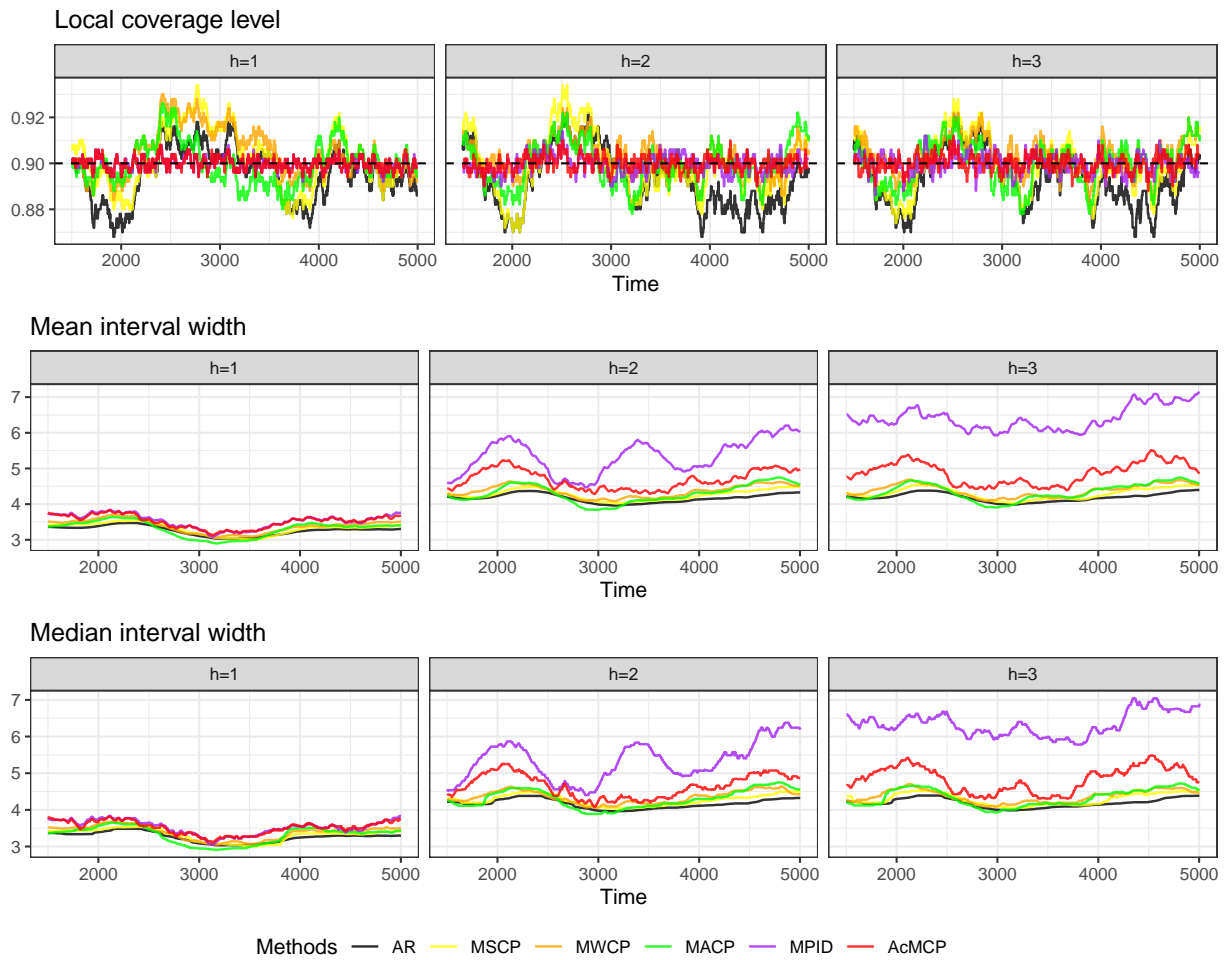 Local coverage level
h=1 h=2 h=3
0.92
0.90
0.88
2000 3000 4000 5000 2000 3000 4000 5000 2000 3000 4000 5000
Time
Mean interval width
h=1 h=2 h=3
7
6
5
4
3
2000 3000 4000 5000 2000 3000 4000 5000 2000 3000 4000 5000
Time
Median interval width
h=1 h=2 h=3
7
6
5
4
3
2000 3000 4000 5000 2000 3000 4000 5000 2000 3000 4000 5000
Time
Methods AR MSCP MWCP MACP MPID AcMCP